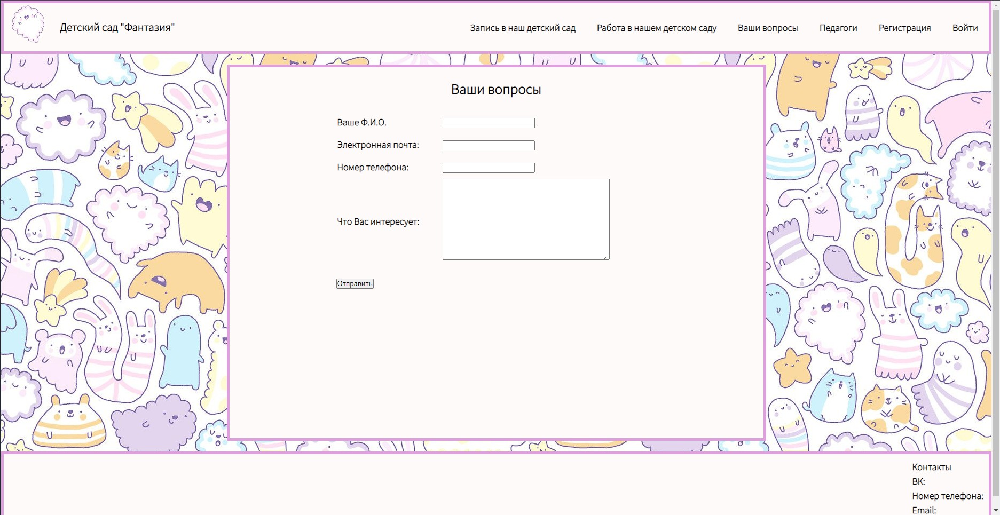 Детский сад "Фантазия"
Запись в наш детский сад
Работа в нашем детском саду
Ваши вопросы
Педагоги
Регистрация
Войти
Ваши вопросы
Ваше Ф.И.О.
Электронная почта:
Номер телефона:
Что Вас интересует:
Отправить
Контакты
ВК:
Номер телефона:
Email: